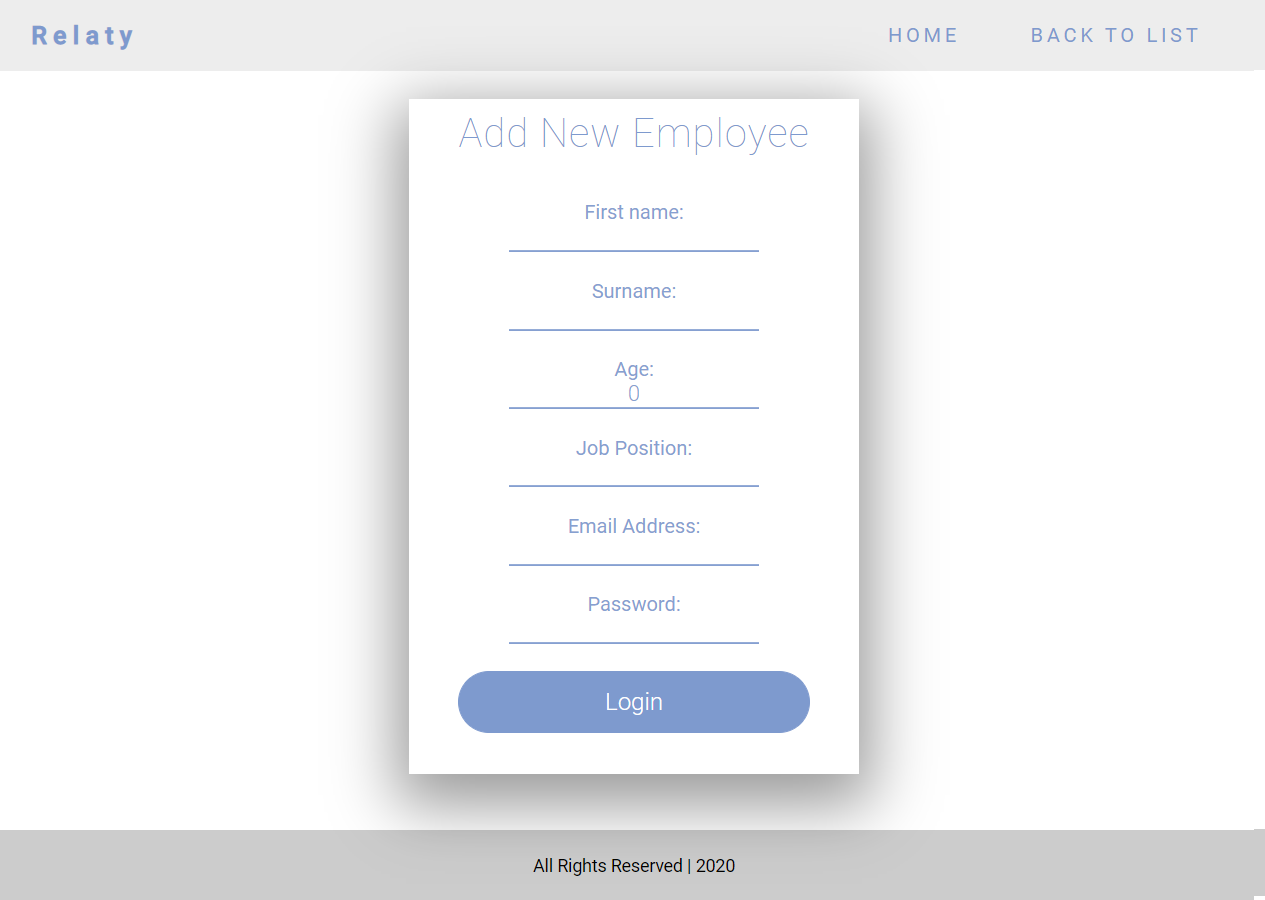 Relaty
HOME
BACK TO LIST
Add New Employee
First name:
Surname:
Age:
0
Job Position:
Email Address:
Password:
Login
All Rights Reserved | 2020